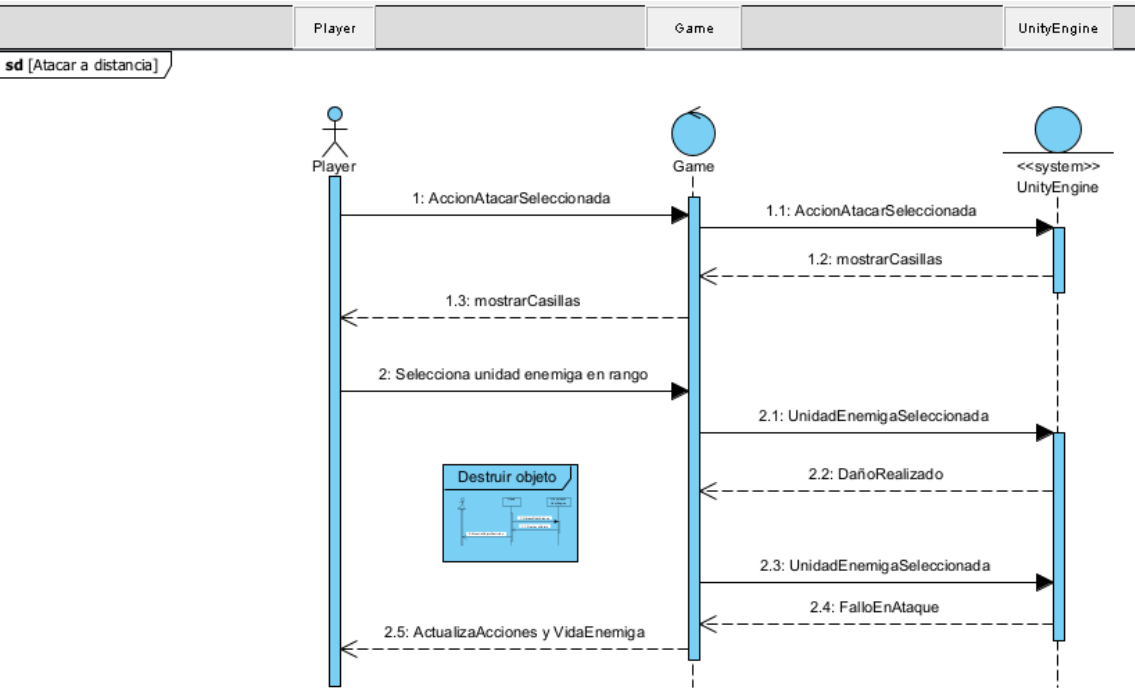 Player
Game
UnityEngine
sd [Atacar a distancia]
Player
Game
<<system>>
UnityEngine
1: AccionAtacarSeleccionada
1.1: AccionAtacarSeleccionada
1.2: mostrarCasillas
1.3: mostrarCasillas
2: Selecciona unidad enemiga en rango
2.1: UnidadEnemigaSeleccionada
Destruir objeto
2.2: DañoRealizado
2.3: UnidadEnemigaSeleccionada
2.4: FalloEnAtaque
2.5: ActualizaAcciones y VidaEnemiga